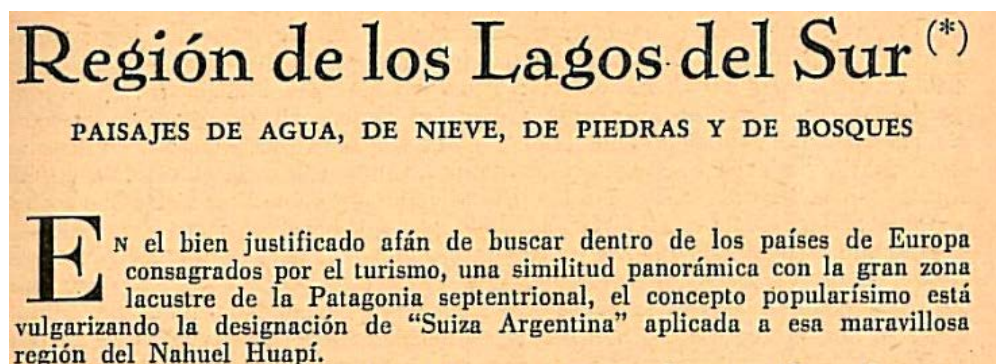 Región de los Lagos del Sur (*)
PAISAJES DE AGUA, DE NIEVE, DE PIEDRAS Y DE BOSQUES
EN el bien justificado afán de buscar dentro de los países de Europa
consagrados por el turismo, una similitud panorámica con la gran zona
lacustre de la Patagonia septentrional, el concepto popularísimo está
vulgarizando la designación de “Suiza Argentina” aplicada a esa maravillosa
región del Nahuel Huapí.